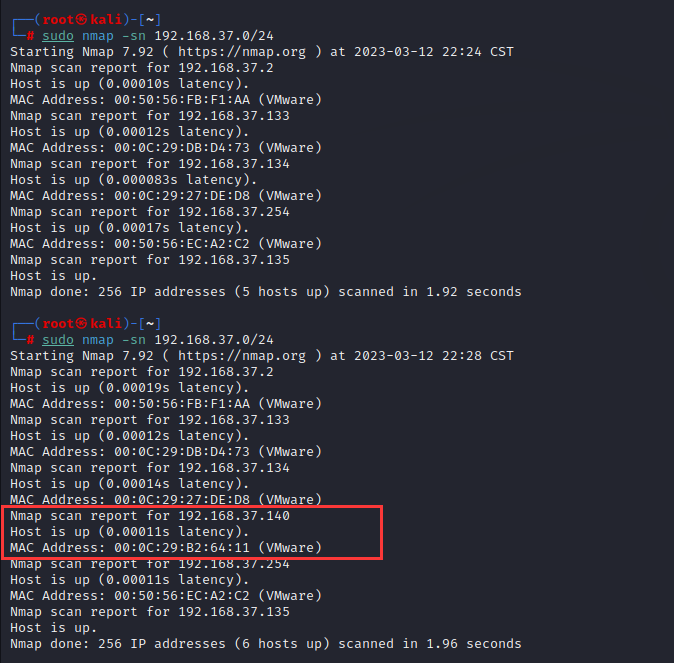 ┌──(root㉿kali)-[~]
└─# sudo nmap -sn 192.168.37.0/24
Starting Nmap 7.92 ( https://nmap.org ) at 2023-03-12 22:24 CST
Nmap scan report for 192.168.37.2
Host is up (0.00010s latency).
MAC Address: 00:50:56:FB:F1:AA (VMware)
Nmap scan report for 192.168.37.133
Host is up (0.00012s latency).
MAC Address: 00:0C:29:DB:D4:73 (VMware)
Nmap scan report for 192.168.37.134
Host is up (0.000083s latency).
MAC Address: 00:0C:29:27:DE:D8 (VMware)
Nmap scan report for 192.168.37.254
Host is up (0.00017s latency).
MAC Address: 00:50:56:EC:A2:C2 (VMware)
Nmap scan report for 192.168.37.135
Host is up.
Nmap done: 256 IP addresses (5 hosts up) scanned in 1.92 seconds
┌──(root㉿kali)-[~]
└─# sudo nmap -sn 192.168.37.0/24
Starting Nmap 7.92 ( https://nmap.org ) at 2023-03-12 22:28 CST
Nmap scan report for 192.168.37.2
Host is up (0.00019s latency).
MAC Address: 00:50:56:FB:F1:AA (VMware)
Nmap scan report for 192.168.37.133
Host is up (0.00012s latency).
MAC Address: 00:0C:29:DB:D4:73 (VMware)
Nmap scan report for 192.168.37.134
Host is up (0.00014s latency).
MAC Address: 00:0C:29:27:DE:D8 (VMware)
Nmap scan report for 192.168.37.140
Host is up (0.00011s latency).
MAC Address: 00:0C:29:B2:64:11 (VMware)
Nmap scan report for 192.168.37.254
Host is up (0.00011s latency).
MAC Address: 00:50:56:EC:A2:C2 (VMware)
Nmap scan report for 192.168.37.135
Host is up.
Nmap done: 256 IP addresses (6 hosts up) scanned in 1.96 seconds